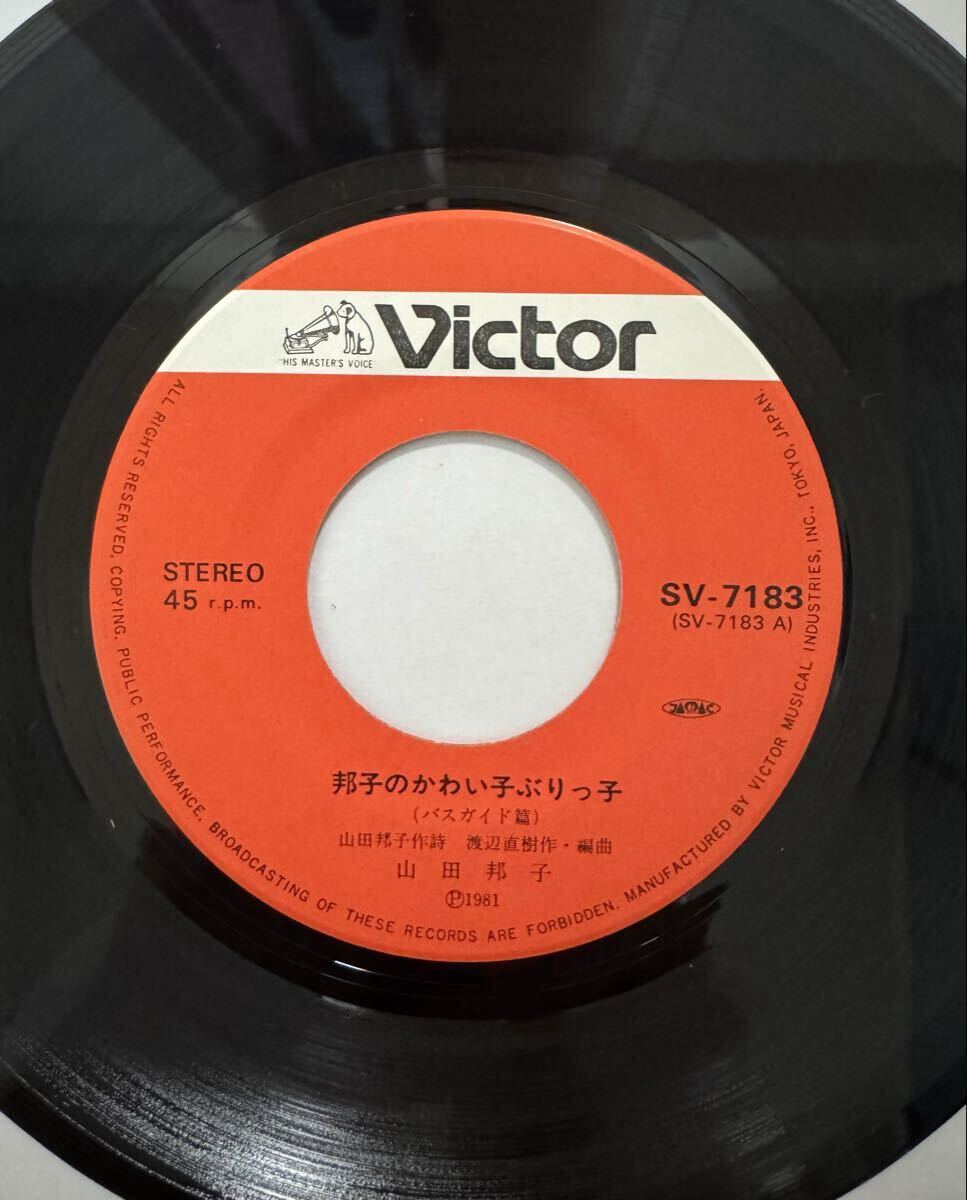 Victor
"HIS MASTER'S VOICE"
STEREO
45 r.p.m.
SV-7183
(SV-7183 A)
JASRAC
邦子のかわい子ぶりっ子
(バスガイド篇)
山田邦子作詩 渡辺直樹作・編曲
山田邦子
Ⓟ1981
ALL RIGHTS RESERVED. COPYING. PUBLIC PERFORMANCE, BROADCASTING OF THESE RECORDS ARE FORBIDDEN. MANUFACTURED BY VICTOR MUSICAL INDUSTRIES, INC., TOKYO, JAPAN.